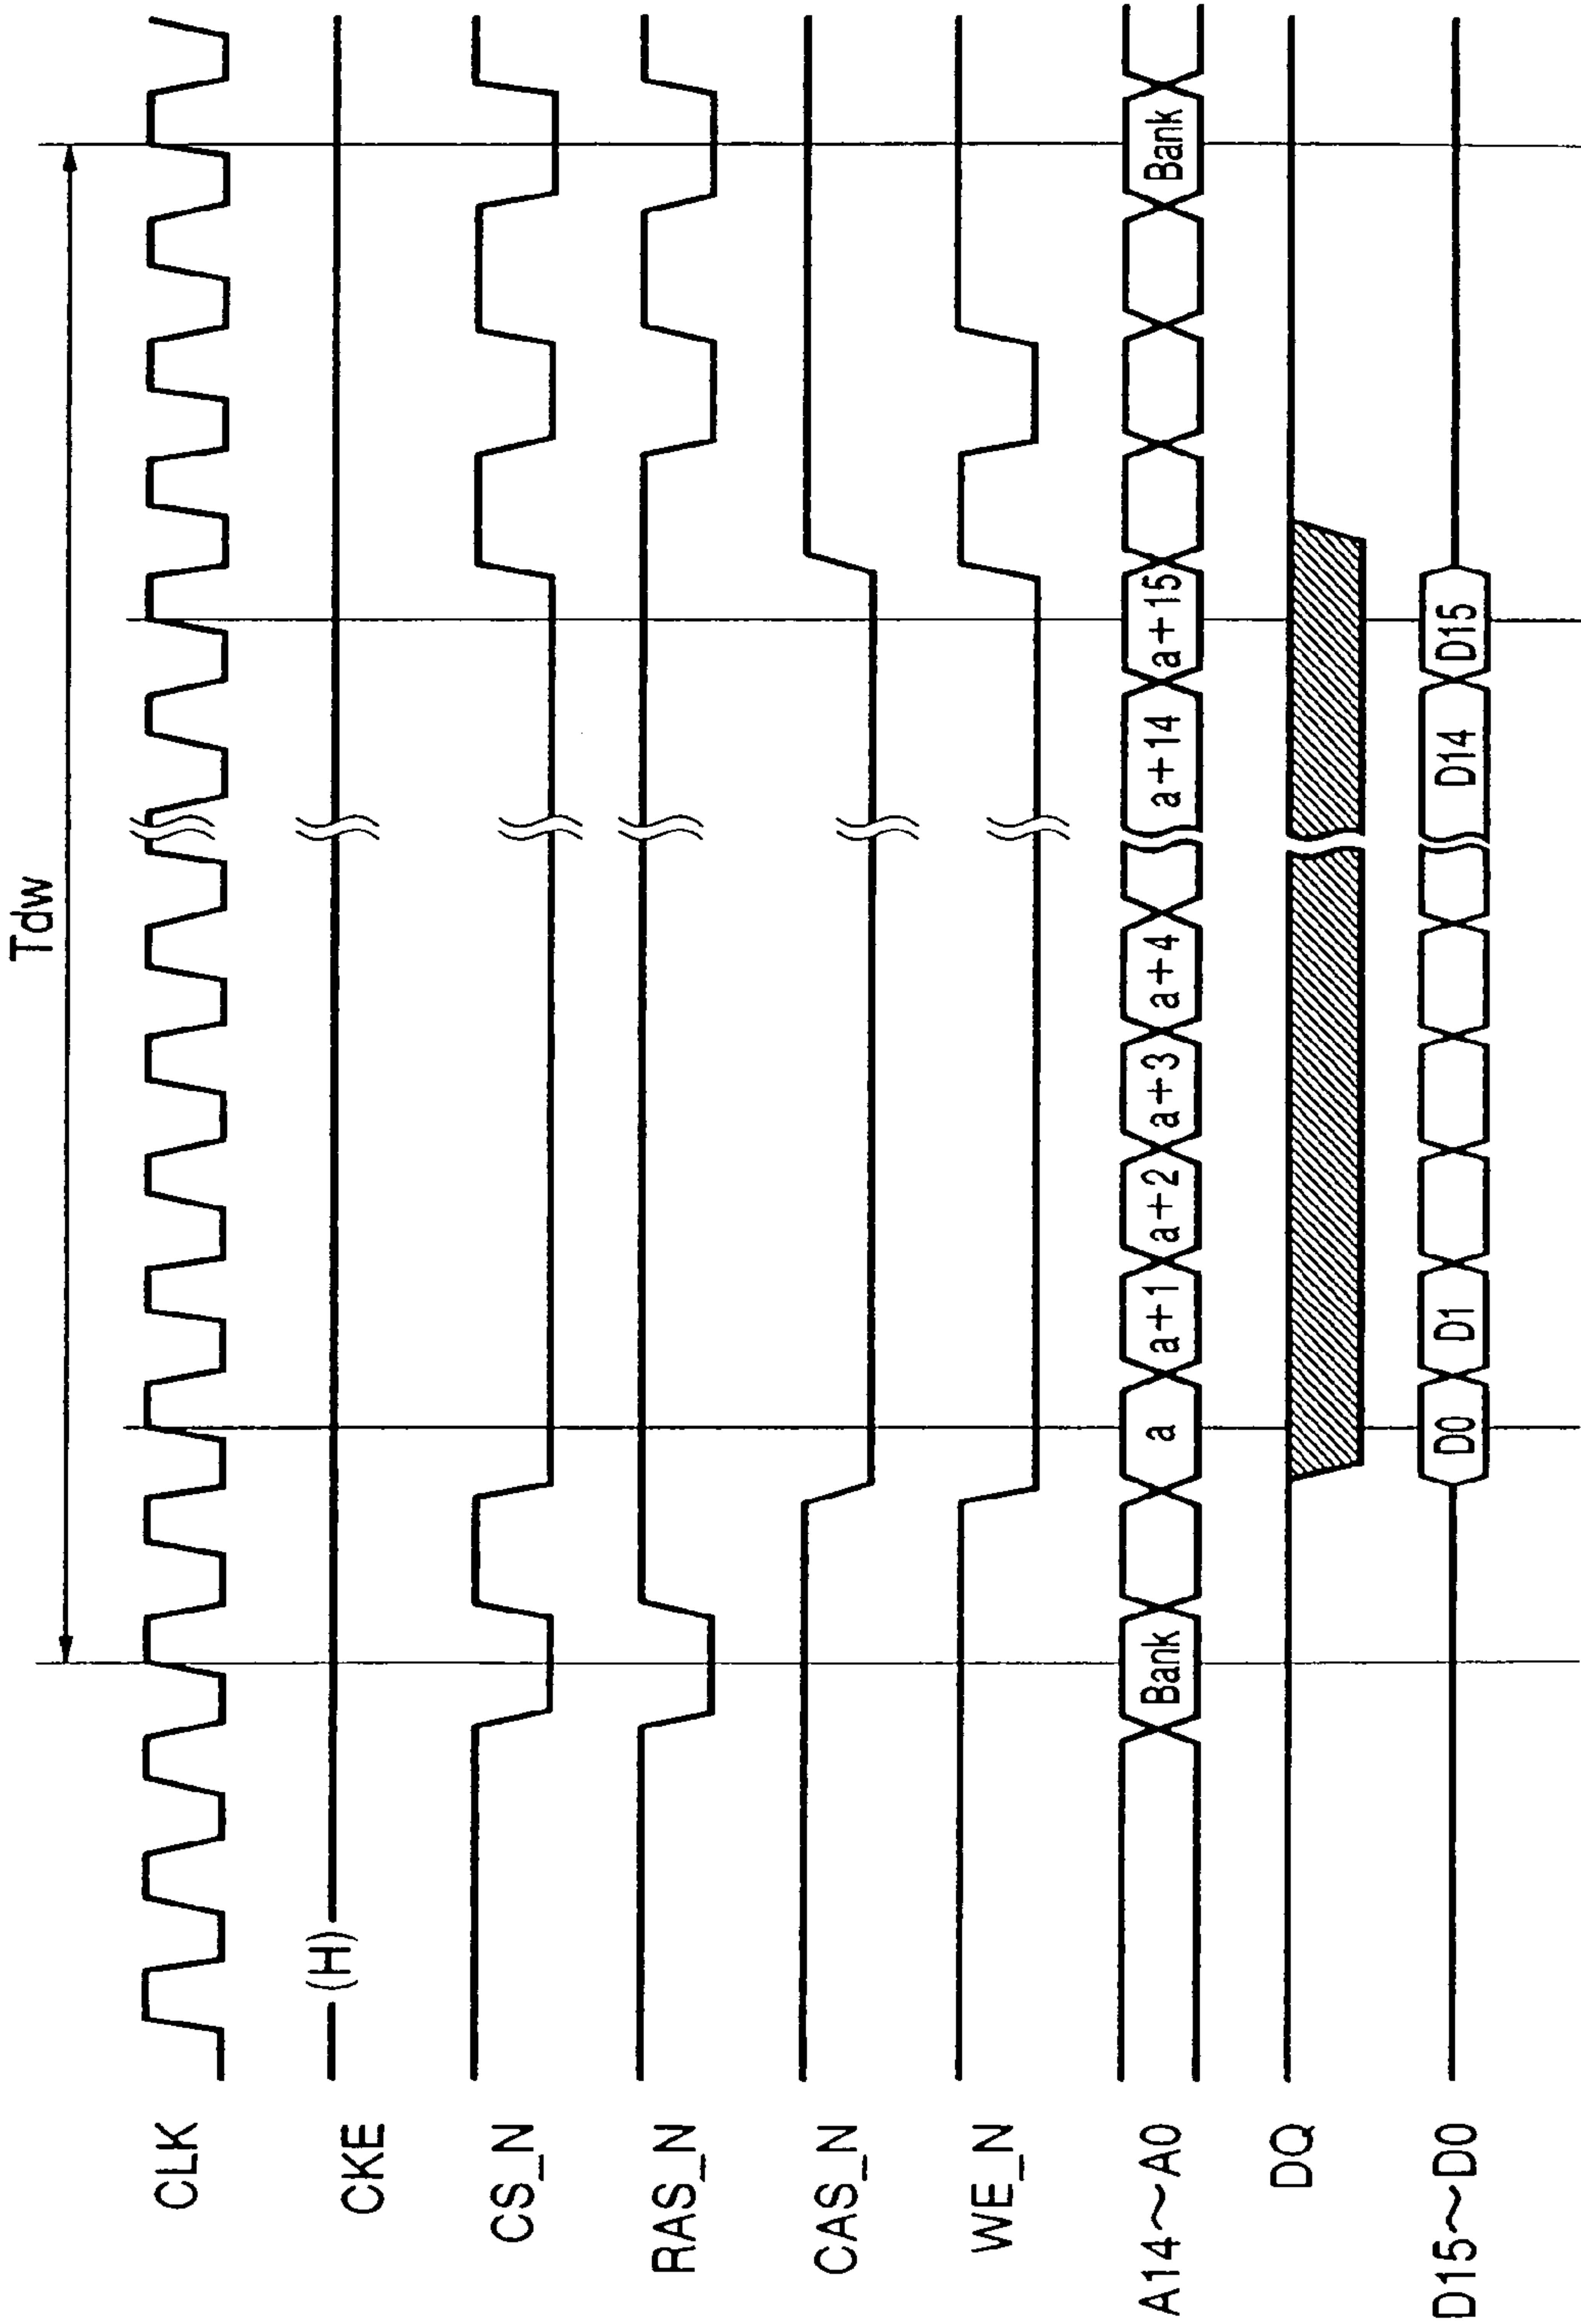 Tdw
CLK
CKE (H)
CS_N
RAS_N
CAS_N
WE_N
A14～A0 Bank a a+1 a+2 a+3 a+4 a+14 a+15 Bank
DQ
D15～D0 D0 D1 D14 D15